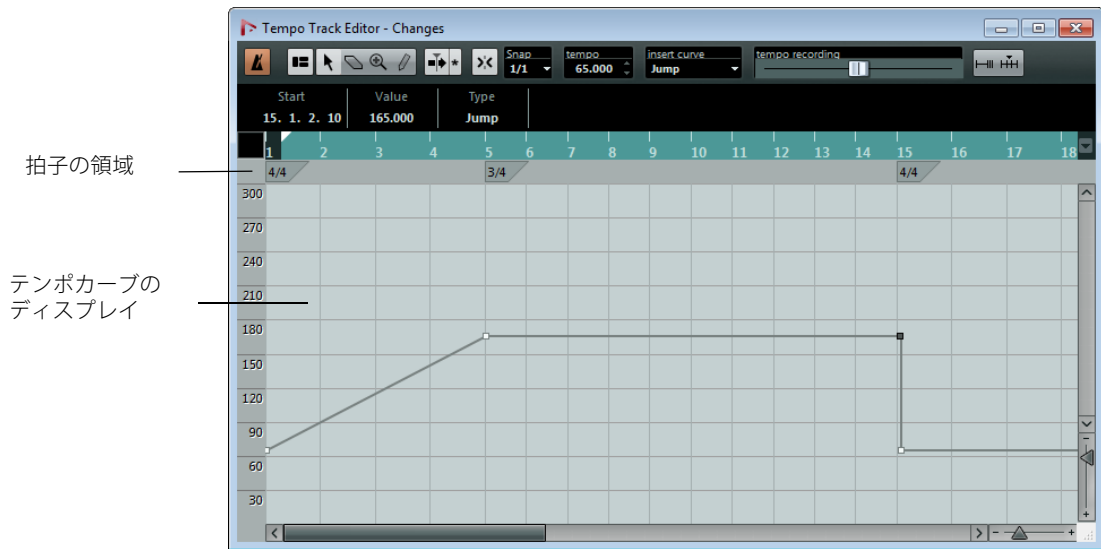 Tempo Track Editor - Changes
Snap tempo insert curve tempo recording
1/1 65.000 Jump
Start Value Type
15. 1. 2. 10 165.000 Jump
1 2 3 4 5 6 7 8 9 10 11 12 13 14 15 16 17 18
拍子の領域
4/4 3/4 4/4
300
270
240
テンポカーブの
ディスプレイ
210
180
150
120
90
60
30